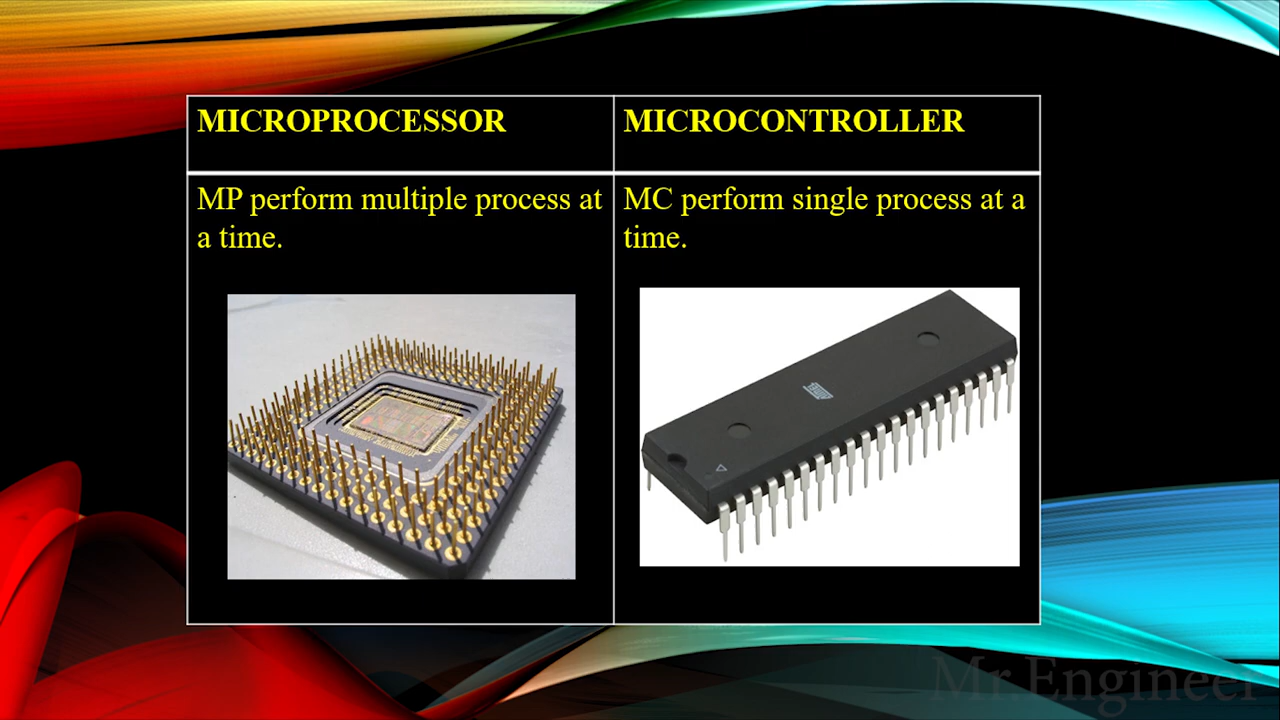 MICROPROCESSOR
MICROCONTROLLER
MP perform multiple process at
a time.
MC perform single process at a
time.
Mr.Engineer